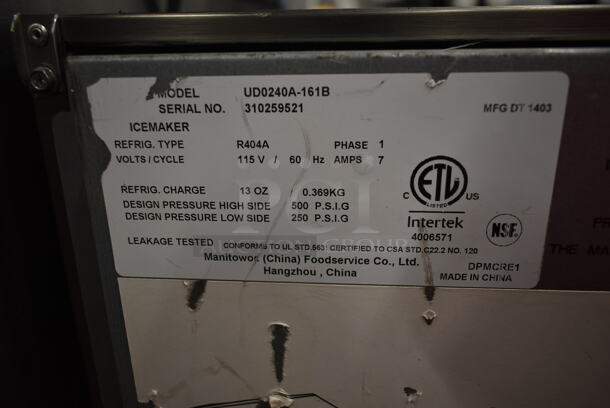 MODEL UD0240A-161B
SERIAL NO. 310259521
MFG DT 1403
ICEMAKER
REFRIG. TYPE R404A PHASE 1
VOLTS / CYCLE 115 V / 60 Hz AMPS 7
REFRIG. CHARGE 13 OZ / 0.369KG
DESIGN PRESSURE HIGH SIDE 500 P.S.I.G
DESIGN PRESSURE LOW SIDE 250 P.S.I.G
C ETL US
LISTED
Intertek
4006571
NSF
LEAKAGE TESTED CONFORMS TO UL STD.563 CERTIFIED TO CSA STD.C22.2 NO. 120
Manitowoc (China) Foodservice Co., Ltd.
Hangzhou , China
DPMCRE1
MADE IN CHINA
pci
THE MA